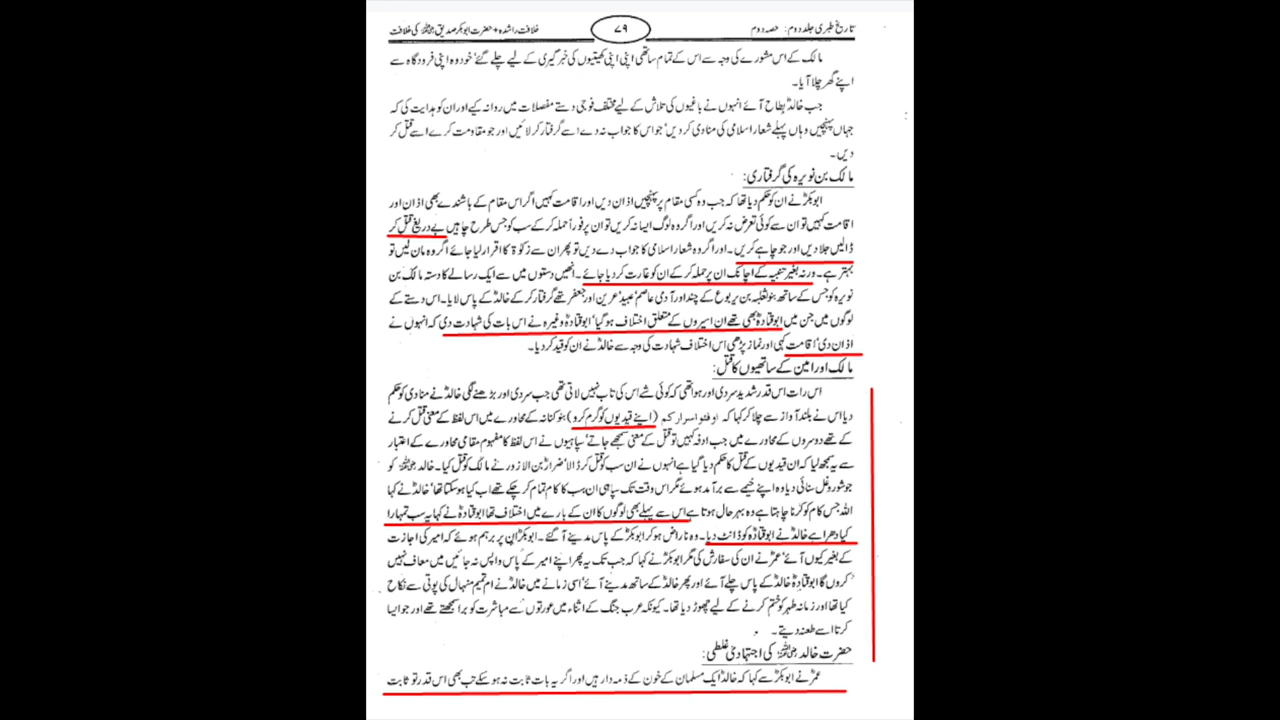 تاریخ طبری جلد دوم: حصہ دوم
۷۹
خلافت راشدہ + حضرت ابوبکر صدیق رضی اللہ عنہ کی خلافت
مالک کے اس مشورے کی وجہ سے اس کے تمام ساتھی اپنی اپنی کھیتیوں کی خبر گیری کے لیے چلے گئے' خود وہ اپنی فرودگاہ سے
اپنے گھر چلا آیا۔
جب خالدؓ بطاح آئے انہوں نے باغیوں کی تلاش کے لیے مختلف فوجی دستے مفصلات میں روانہ کیے اور ان کو ہدایت کی کہ
جہاں پہنچیں وہاں پہلے شعار اسلامی کی منادی کر دیں' جو اس کا جواب نہ دے اسے گرفتار کر لائیں اور جو مقاومت کرے اسے قتل کر
دیں۔
مالک بن نویرہ کی گرفتاری:
ابوبکرؓ نے ان کو حکم دیا تھا کہ جب وہ کسی مقام پر پہنچیں اذان دیں اور اقامت کہیں اگر اس مقام کے باشندے بھی اذان اور
اقامت کہیں تو ان سے کوئی تعرض نہ کریں اور اگر وہ لوگ ایسا نہ کریں تو ان پر فوراً حملہ کر کے سب کو جس طرح چاہیں بے دریغ قتل کر
ڈالیں جلا دیں اور جو چاہے کریں۔ اور اگر وہ شعار اسلامی کا جواب دے دیں تو پھر ان سے زکوٰۃ کا اقرار لیا جائے اگر وہ مان لیں تو
بہتر ہے۔ ورنہ بغیر تنبیہ کے اچانک ان پر حملہ کر کے ان کو غارت کر دیا جائے۔ انھیں دستوں میں سے ایک رسالے کا دستہ مالک بن
نویرہ کو جس کے ساتھ بنو ثعلبہ بن یربوع کے چند اور آدمی عاصم' عبید' عرین اور جعفر تھے گرفتار کر کے خالدؓ کے پاس لایا۔ اس دستے کے
لوگوں میں جن میں ابوقتادہؓ بھی تھے ان اسیروں کے متعلق اختلاف ہو گیا' ابوقتادہؓ وغیرہ نے اس بات کی شہادت دی کہ انہوں نے
اذان دی' اقامت کہی اور نماز پڑھی اس اختلاف شہادت کی وجہ سے خالدؓ نے ان کو قید کر دیا۔
مالک اور امین کے ساتھیوں کا قتل:
اس رات اس قدر شدید سردی اور ہوا تھی کہ کوئی شے اس کی تاب نہیں لاتی تھی جب سردی اور بڑھنے لگی خالدؓ نے منادی کو حکم
دیا اس نے بلند آواز سے چلا کر کہا کہ ادفئوا اسراءکم (اپنے قیدیوں کو گرم کرو) بنو کنانہ کے محاورے میں اس لفظ کے معنی قتل کرنے
کے تھے دوسروں کے محاورے میں جب ادفہ کہیں تو قتل کے معنی سمجھے جاتے' سپاہیوں نے اس لفظ کا مفہوم مقامی محاورے کے اعتبار
سے یہ سمجھ لیا کہ ان قیدیوں کے قتل کا حکم دیا گیا ہے انہوں نے ان سب کو قتل کر ڈالا' ضرار بن الازور نے مالک کو قتل کیا۔ خالد رضی اللہ عنہ کو
جو شور و غل سنائی دیا وہ اپنے خیمے سے برآمد ہوئے مگر اس وقت تک سپاہی ان سب کا کام تمام کر چکے تھے اب کیا ہو سکتا تھا' خالدؓ نے کہا
اللہ جس کام کو کرنا چاہتا ہے وہ بہر حال ہوتا ہے اس سے پہلے بھی لوگوں کا ان کے بارے میں اختلاف تھا ابوقتادہؓ نے کہا یہ سب تمہارا
کیا دھرا ہے خالدؓ نے ابوقتادہؓ کو ڈانٹ دیا۔ وہ ناراض ہو کر ابوبکرؓ کے پاس مدینے آ گئے۔ ابوبکرؓ ان پر برہم ہوئے کہ امیر کی اجازت
کے بغیر کیوں آئے' عمرؓ نے ان کی سفارش کی مگر ابوبکرؓ نے کہا کہ جب تک یہ پھر اپنے امیر کے پاس واپس نہ جائیں میں معاف نہیں
کروں گا' ابوقتادہؓ خالدؓ کے پاس چلے آئے اور پھر خالدؓ کے ساتھ مدینے آئے' اسی زمانے میں خالدؓ نے ام تمیم منہال کی پوتی سے نکاح
کیا تھا اور زمانہ طہر کو ختم کرنے کے لیے چھوڑ دیا تھا۔ کیونکہ عرب جنگ کے اثناء میں عورتوں سے مباشرت کو برا سمجھتے تھے اور جو ایسا
کرتا اسے طعنہ دیتے۔
حضرت خالد رضی اللہ عنہ کی اجتہادی غلطی:
عمرؓ نے ابوبکرؓ سے کہا کہ خالدؓ ایک مسلمان کے خون کے ذمہ دار ہیں اور اگر یہ بات ثابت نہ ہو سکے جب بھی اس قدر تو ثابت